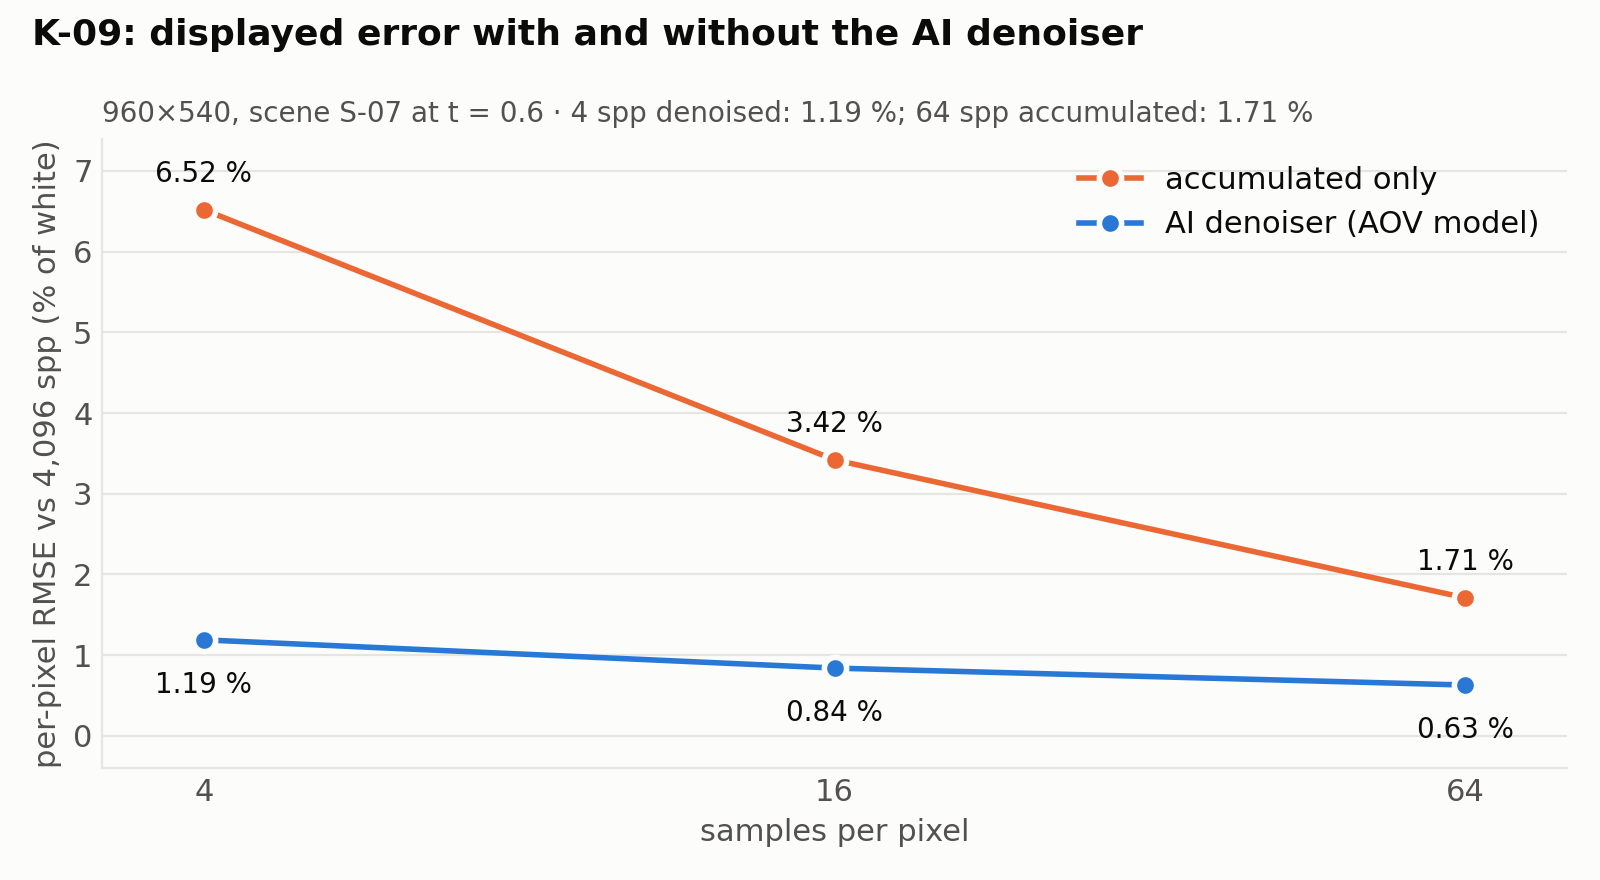 K-09: displayed error with and without the AI denoiser
960×540, scene S-07 at t = 0.6 · 4 spp denoised: 1.19 %; 64 spp accumulated: 1.71 %
per-pixel RMSE vs 4,096 spp (% of white)
7
6
5
4
3
2
1
0
accumulated only
AI denoiser (AOV model)
6.52 %
3.42 %
1.71 %
1.19 %
0.84 %
0.63 %
4
16
64
samples per pixel